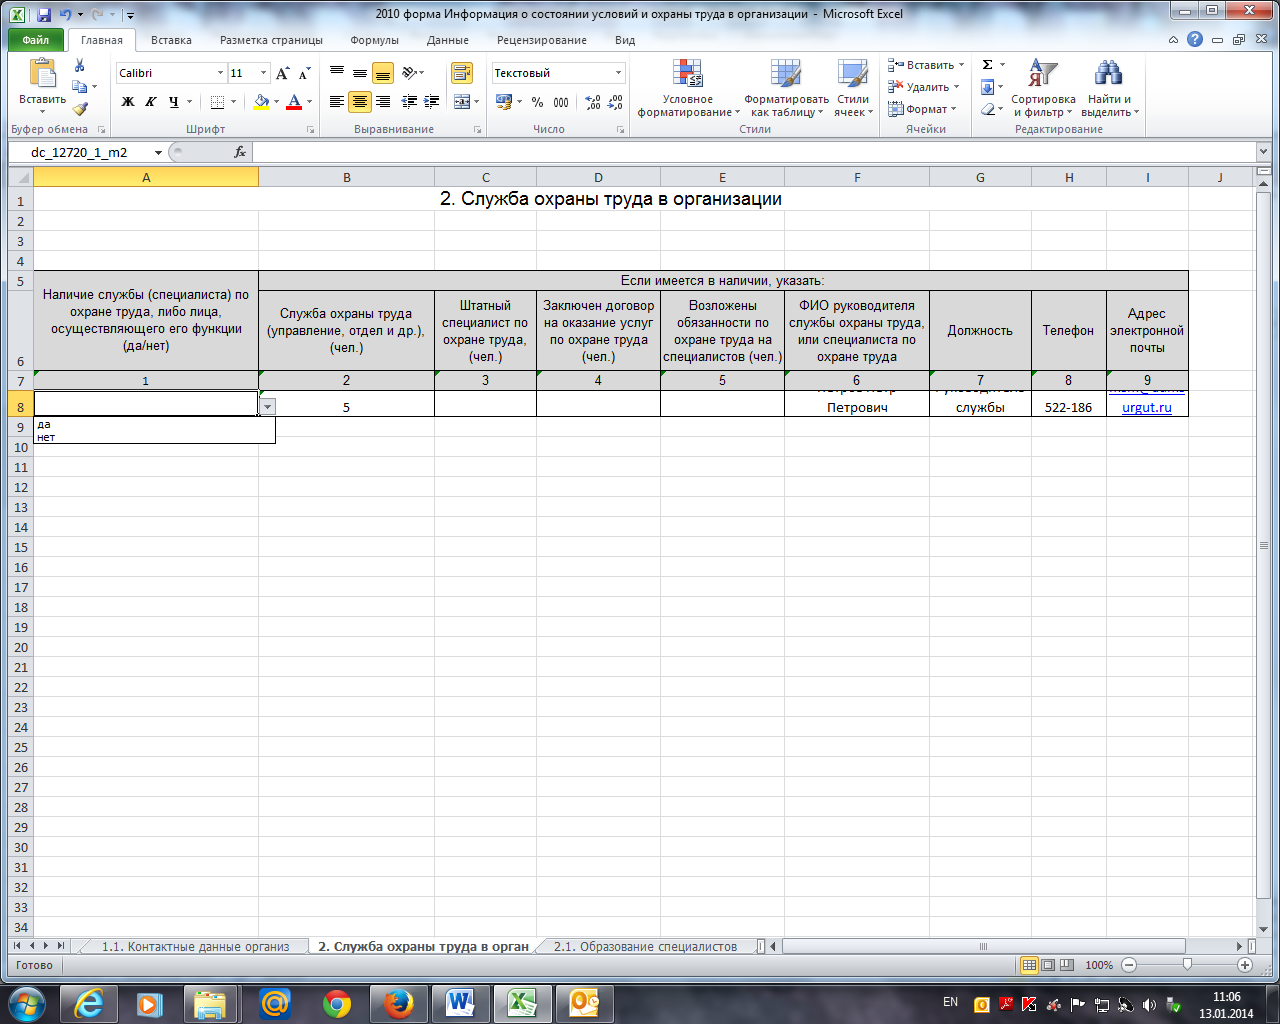 2010 форма Информация о состоянии условий и охраны труда в организации - Microsoft Excel
Файл Главная Вставка Разметка страницы Формулы Данные Рецензирование Вид
Calibri 11 Текстовый
Вставить
Ж К Ч
% 000
Условное форматирование
Форматировать как таблицу
Стили ячеек
Вставить
Удалить
Формат
Σ
Сортировка и фильтр
Найти и выделить
Буфер обмена Шрифт Выравнивание Число Стили Ячейки Редактирование
dc_12720_1_m2 fx
A B C D E F G H I J
1 2. Служба охраны труда в организации
2
3
4
5 Если имеется в наличии, указать:
Наличие службы (специалиста) по
охране труда, либо лица,
осуществляющего его функции
(да/нет)
Служба охраны труда
(управление, отдел и др.),
(чел.)
Штатный
специалист по
охране труда,
(чел.)
Заключен договор
на оказание услуг
по охране труда
(чел.)
Возложены
обязанности по
охране труда на
специалистов (чел.)
ФИО руководителя
службы охраны труда,
или специалиста по
охране труда
Должность
Телефон
Адрес
электронной
почты
6
7 1 2 3 4 5 6 7 8 9
8 5 Петрович службы 522-186 urgut.ru
да
нет
9
10
11
12
13
14
15
16
17
18
19
20
21
22
23
24
25
26
27
28
29
30
31
32
33
34
1.1. Контактные данные организ 2. Служба охраны труда в орган 2.1. Образование специалистов
Готово 100%
EN 11:06
13.01.2014